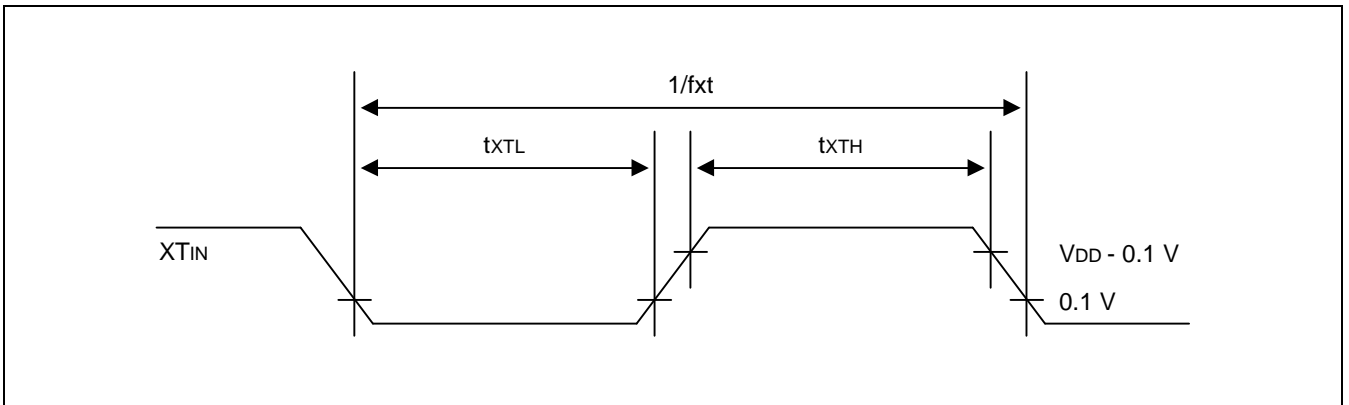 1/fxt
tXTL
tXTH
XTIN
VDD - 0.1 V
0.1 V